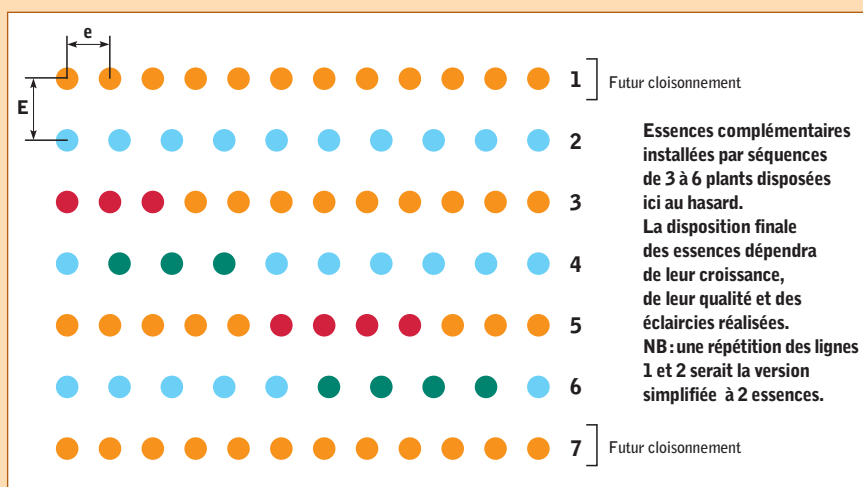 e
E
1 Futur cloisonnement
2
3
4
5
6
7 Futur cloisonnement
Essences complémentaires
installées par séquences
de 3 à 6 plants disposées
ici au hasard.
La disposition finale
des essences dépendra
de leur croissance,
de leur qualité et des
éclaircies réalisées.
NB : une répétition des lignes
1 et 2 serait la version
simplifiée à 2 essences.